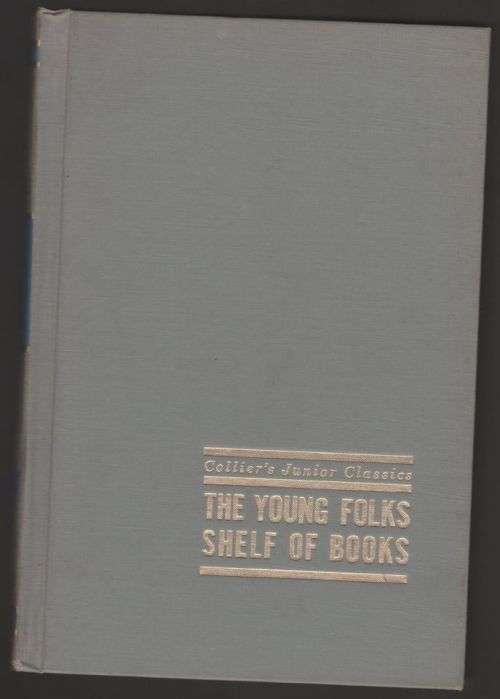 Collier's Junior Classics
THE YOUNG FOLKS
SHELF OF BOOKS